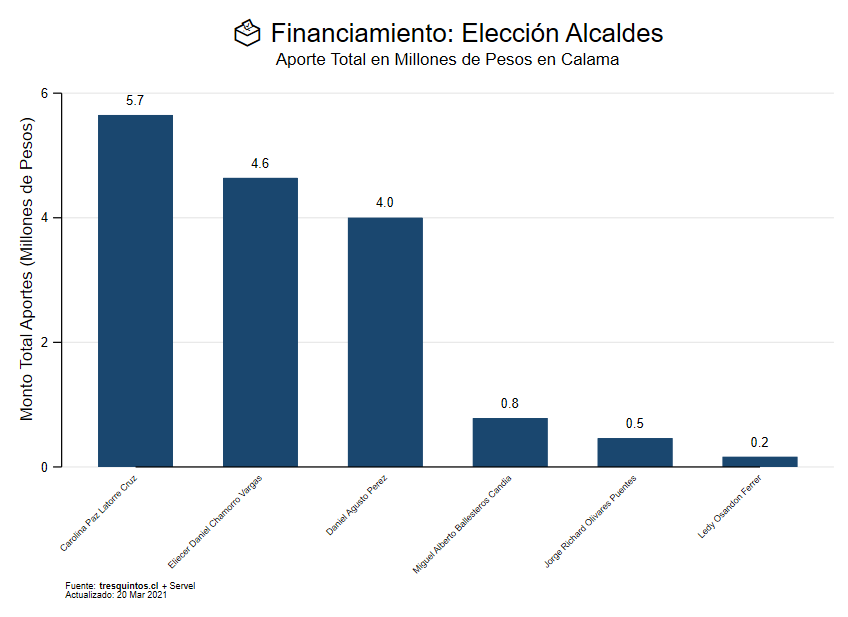 Financiamiento: Elección Alcaldes
Aporte Total en Millones de Pesos en Calama
Monto Total Aportes (Millones de Pesos)
6
4
2
0
5.7
4.6
4.0
0.8
0.5
0.2
Carolina Paz Latorre Cruz
Eliecer Daniel Chamorro Vargas
Daniel Agusto Perez
Miguel Alberto Ballesteros Candia
Jorge Richard Olivares Puentes
Ledy Osandon Ferrer
Fuente: tresquintos.cl + Servel
Actualizado: 20 Mar 2021